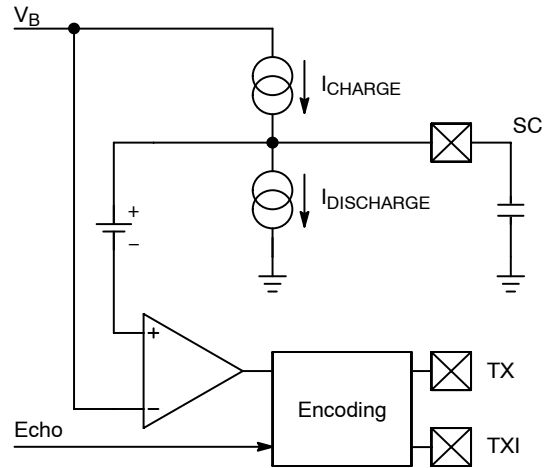 VB
ICHARGE
SC
IDISCHARGE
+
−
+
−
TX
Encoding
Echo
TXI